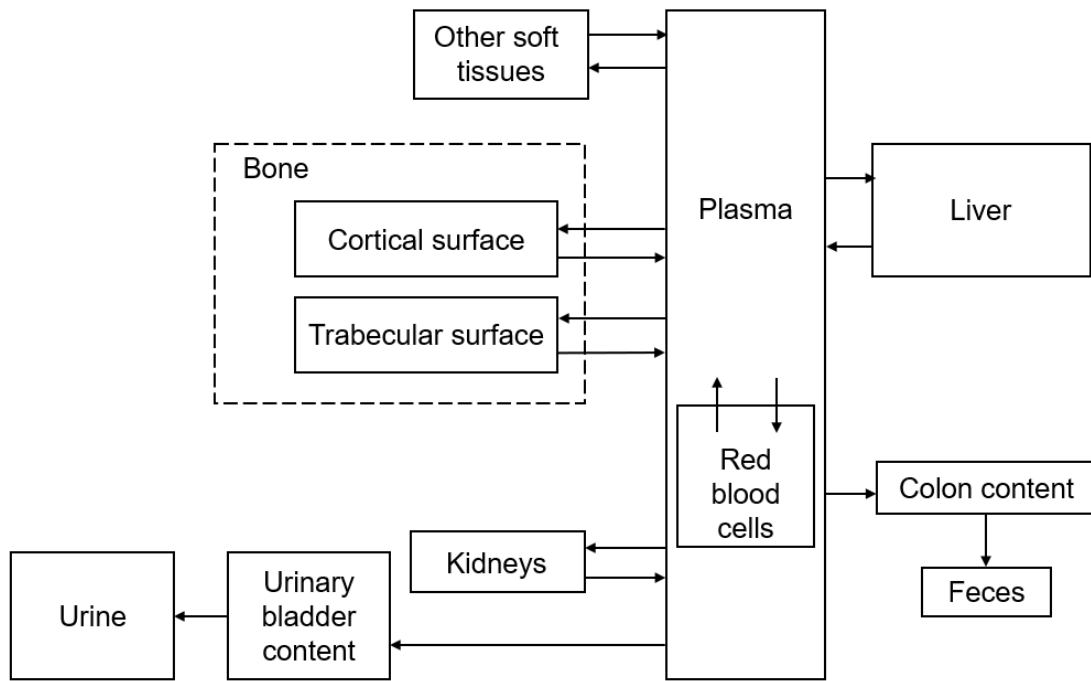 Other soft
tissues
Bone
Cortical surface
Trabecular surface
Plasma
Liver
Red
blood
cells
Colon content
Feces
Kidneys
Urinary
bladder
content
Urine